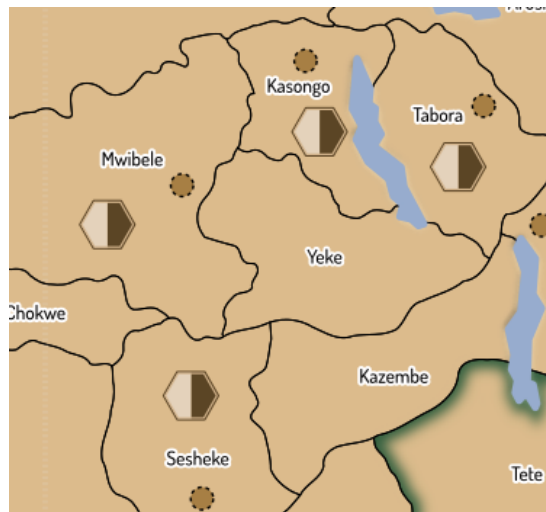 Kasongo
Tabora
Mwibele
Yeke
Chokwe
Kazembe
Sesheke
Tete